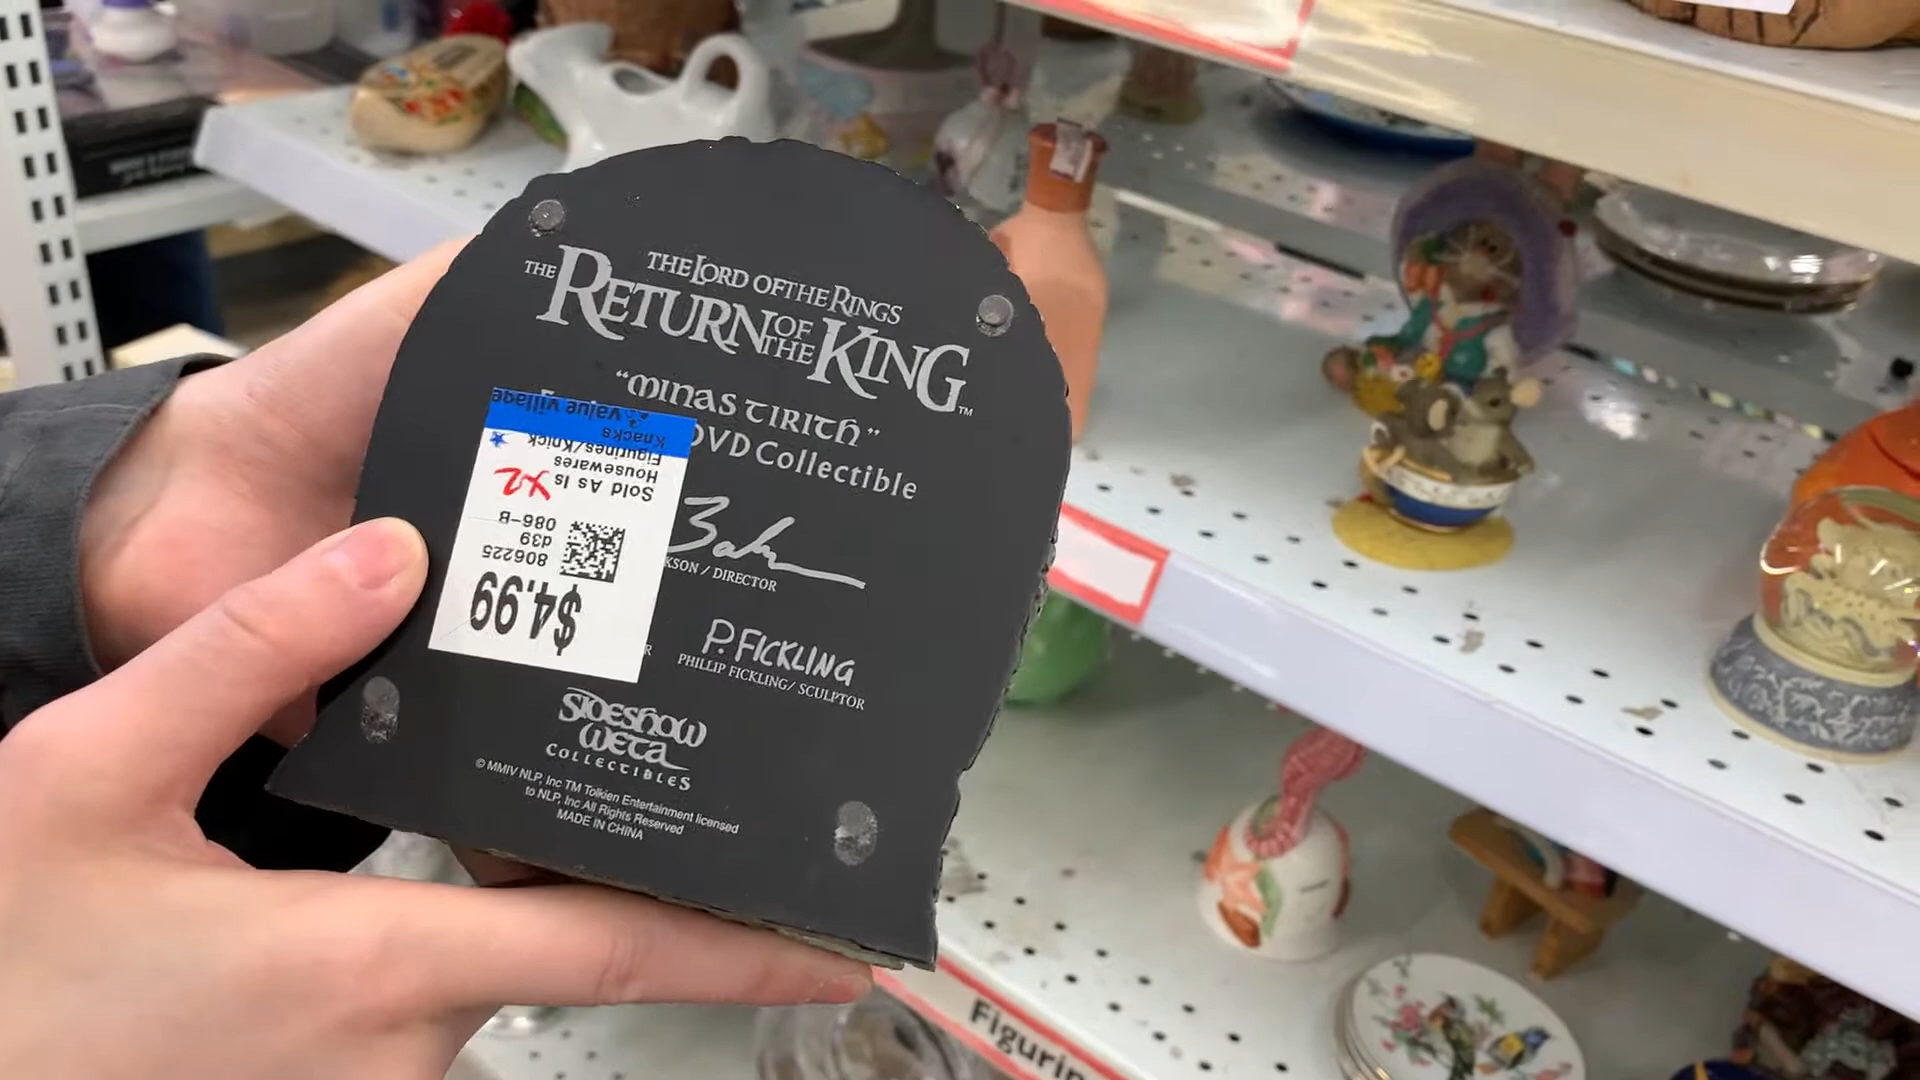 THE LORD OF THE RINGS
THE RETURN OF THE KING™
"MINAS TIRITH"
DVD Collectible
KSON / DIRECTOR
R
P. FICKLING
PHILLIP FICKLING/ SCULPTOR
SIDESHOW
WETA
COLLECTIBLES
© MMIV NLP, Inc TM Tolkien Entertainment licensed
to NLP, Inc All Rights Reserved
MADE IN CHINA
Value Village
Knacks
Figurines/Knick
Housewares
Sold As Is
x2
086-B
d39
806225
$4.99
Figurin